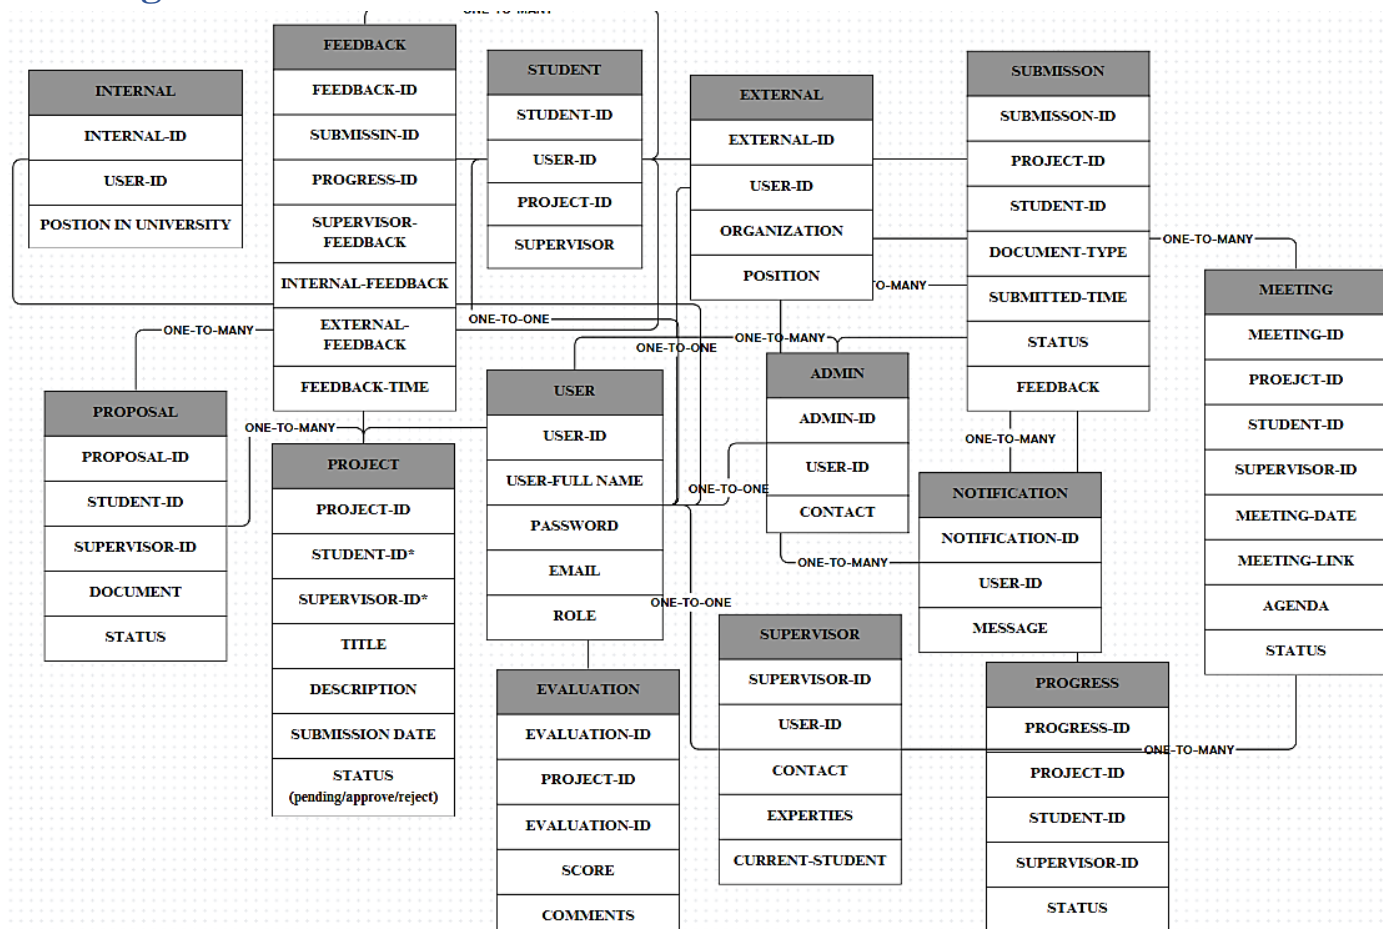 ONE-TO-MANY
INTERNAL
INTERNAL-ID
USER-ID
POSTION IN UNIVERSITY
FEEDBACK
FEEDBACK-ID
SUBMISSIN-ID
PROGRESS-ID
SUPERVISOR-
FEEDBACK
INTERNAL-FEEDBACK
EXTERNAL-
FEEDBACK
FEEDBACK-TIME
STUDENT
STUDENT-ID
USER-ID
PROJECT-ID
SUPERVISOR
EXTERNAL
EXTERNAL-ID
USER-ID
ORGANIZATION
POSITION
SUBMISSON
SUBMISSON-ID
PROJECT-ID
STUDENT-ID
DOCUMENT-TYPE
SUBMITTED-TIME
STATUS
FEEDBACK
ONE-TO-MANY
TO-MANY
MEETING
MEETING-ID
PROEJCT-ID
STUDENT-ID
SUPERVISOR-ID
MEETING-DATE
MEETING-LINK
AGENDA
STATUS
ONE-TO-MANY
ONE-TO-ONE
ONE-TO-MANY
ONE-TO-ONE
PROPOSAL
PROPOSAL-ID
STUDENT-ID
SUPERVISOR-ID
DOCUMENT
STATUS
ONE-TO-MANY
PROJECT
PROJECT-ID
STUDENT-ID*
SUPERVISOR-ID*
TITLE
DESCRIPTION
SUBMISSION DATE
STATUS
(pending/approve/reject)
USER
USER-ID
USER-FULL NAME
PASSWORD
EMAIL
ROLE
ADMIN
ADMIN-ID
USER-ID
CONTACT
ONE-TO-MANY
ONE-TO-ONE
NOTIFICATION
NOTIFICATION-ID
USER-ID
MESSAGE
ONE-TO-MANY
ONE-TO-ONE
EVALUATION
EVALUATION-ID
PROJECT-ID
EVALUATION-ID
SCORE
COMMENTS
SUPERVISOR
SUPERVISOR-ID
USER-ID
CONTACT
EXPERTIES
CURRENT-STUDENT
PROGRESS
PROGRESS-ID
PROJECT-ID
STUDENT-ID
SUPERVISOR-ID
STATUS
ONE-TO-MANY